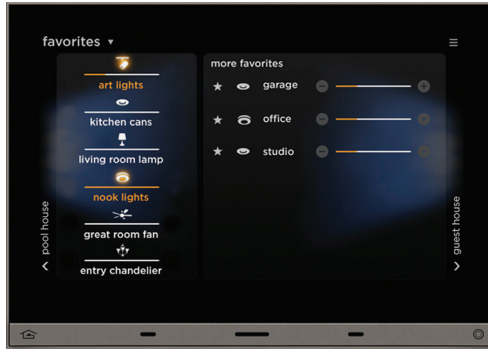 favorites
more favorites
art lights
kitchen cans
living room lamp
nook lights
great room fan
entry chandelier
garage
office
studio
pool house
guest house